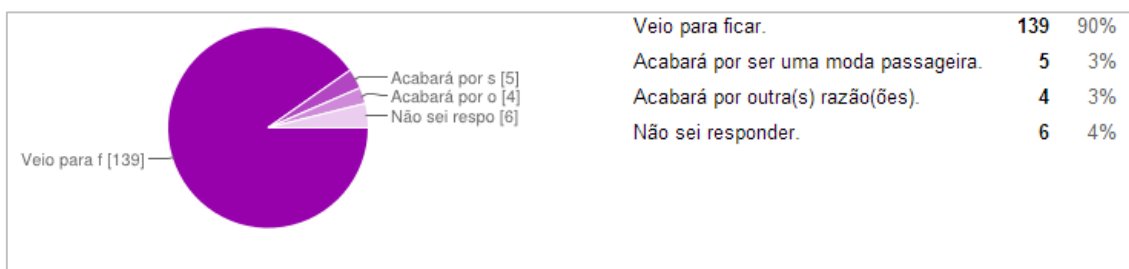 Acabará por s [5]
Acabará por o [4]
Não sei respo [6]
Veio para f [139]
Veio para ficar. 139 90%
Acabará por ser uma moda passageira. 5 3%
Acabará por outra(s) razão(ões). 4 3%
Não sei responder. 6 4%